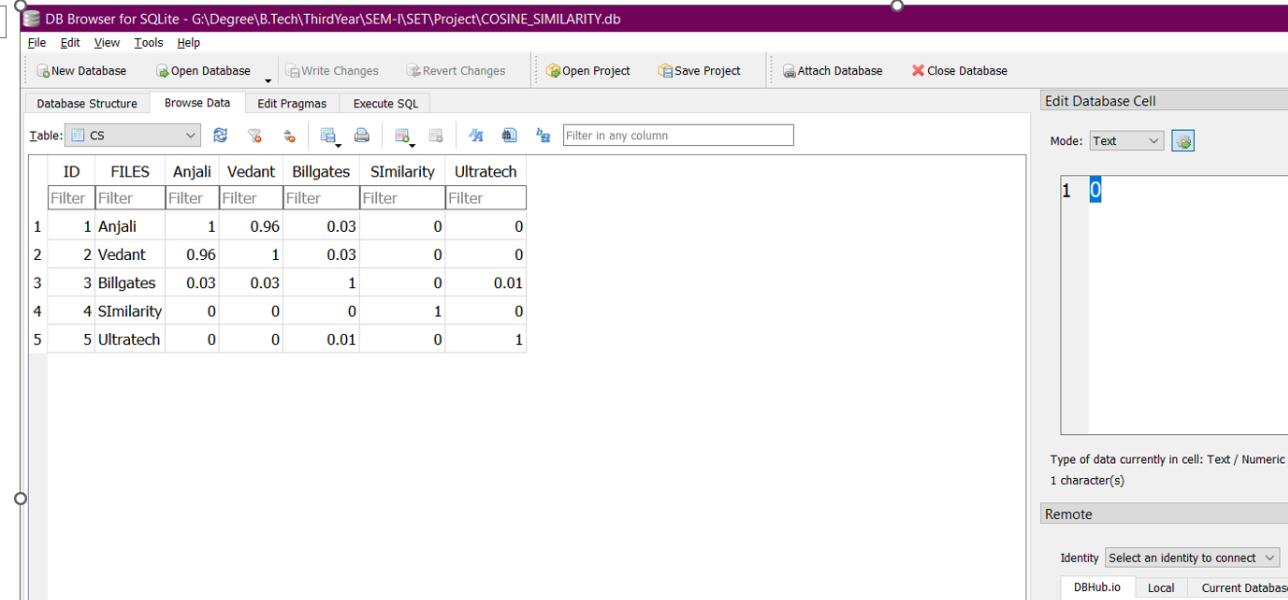 DB Browser for SQLite - G:\Degree\B.Tech\ThirdYear\SEM-I\SET\Project\COSINE_SIMILARITY.db
File Edit View Tools Help
New Database Open Database Write Changes Revert Changes Open Project Save Project Attach Database Close Database
Database Structure Browse Data Edit Pragmas Execute SQL
Table: CS Filter in any column
ID FILES Anjali Vedant Billgates SImilarity Ultratech
Filter Filter Filter Filter Filter Filter Filter
1 1 Anjali 1 0.96 0.03 0 0
2 2 Vedant 0.96 1 0.03 0 0
3 3 Billgates 0.03 0.03 1 0 0.01
4 4 SImilarity 0 0 0 1 0
5 5 Ultratech 0 0 0.01 0 1
Edit Database Cell
Mode: Text
1 0
Type of data currently in cell: Text / Numeric
1 character(s)
Remote
Identity Select an identity to connect
DBHub.io Local Current Database